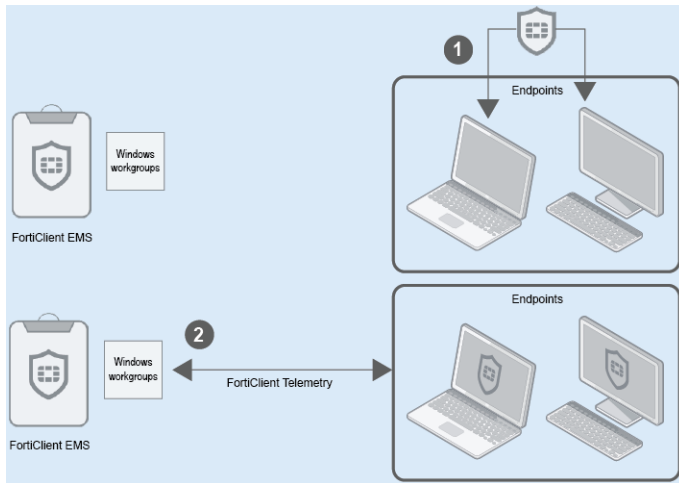 1
Endpoints
Windows
workgroups
FortiClient EMS
Endpoints
2
Windows
workgroups
FortiClient Telemetry
FortiClient EMS